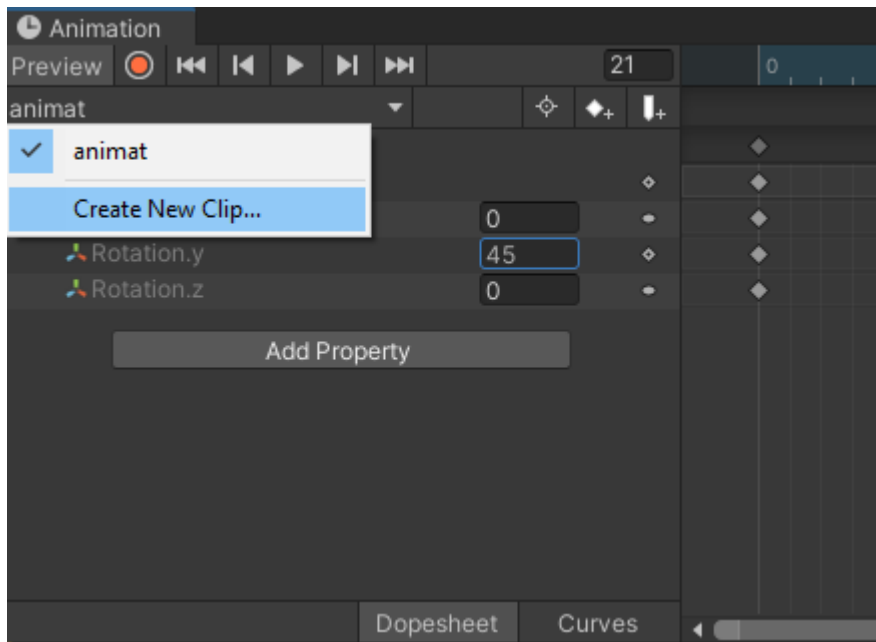 Animation
Preview 21 0
animat
animat
Create New Clip...
0
Rotation.y 45
Rotation.z 0
Add Property
Dopesheet Curves